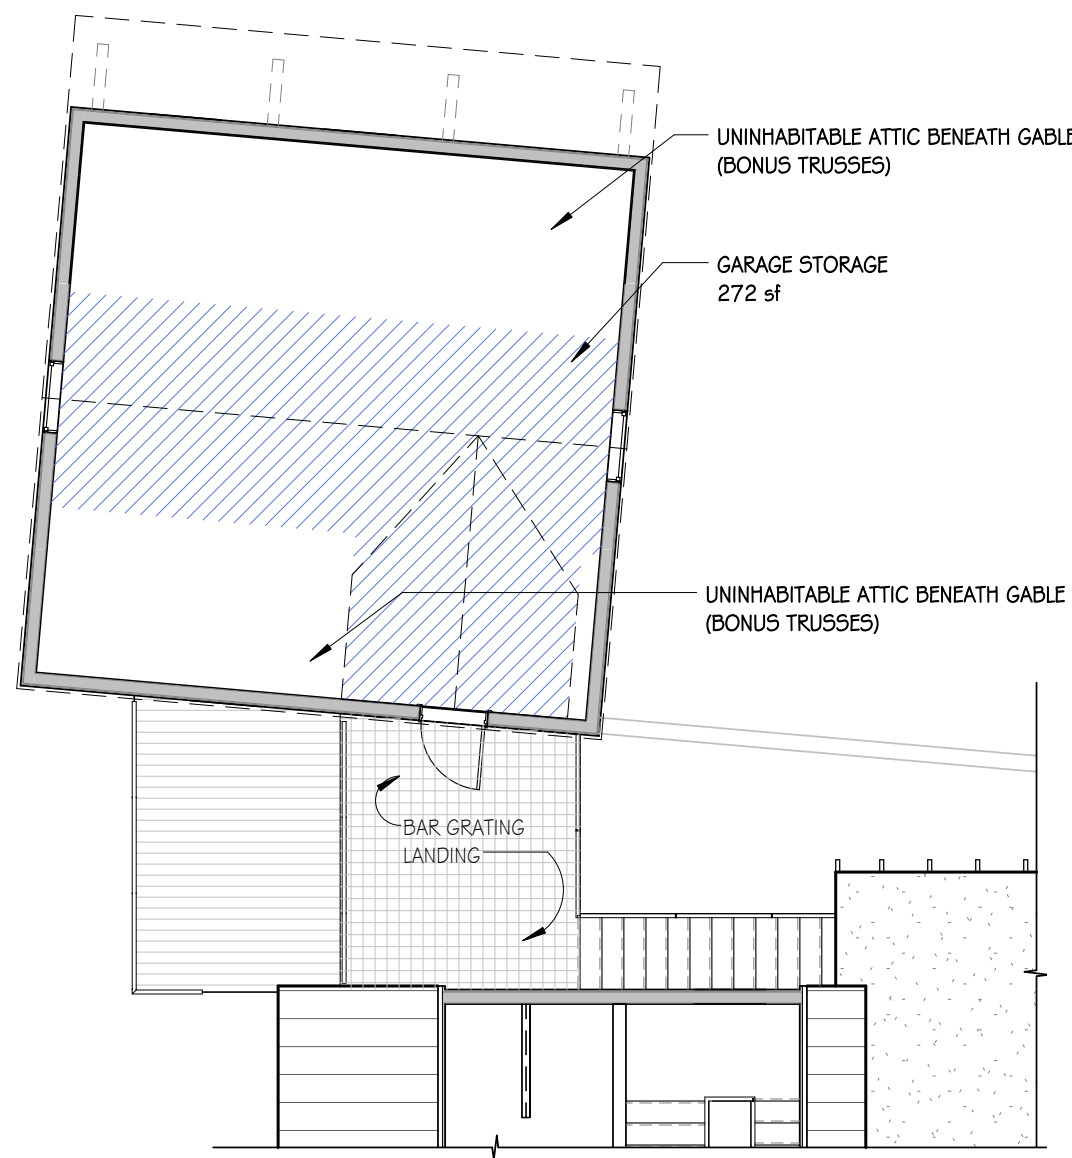 UNINHABITABLE ATTIC BENEATH GABLE
(BONUS TRUSSES)
GARAGE STORAGE
272 sf
UNINHABITABLE ATTIC BENEATH GABLE
(BONUS TRUSSES)
BAR GRATING
LANDING